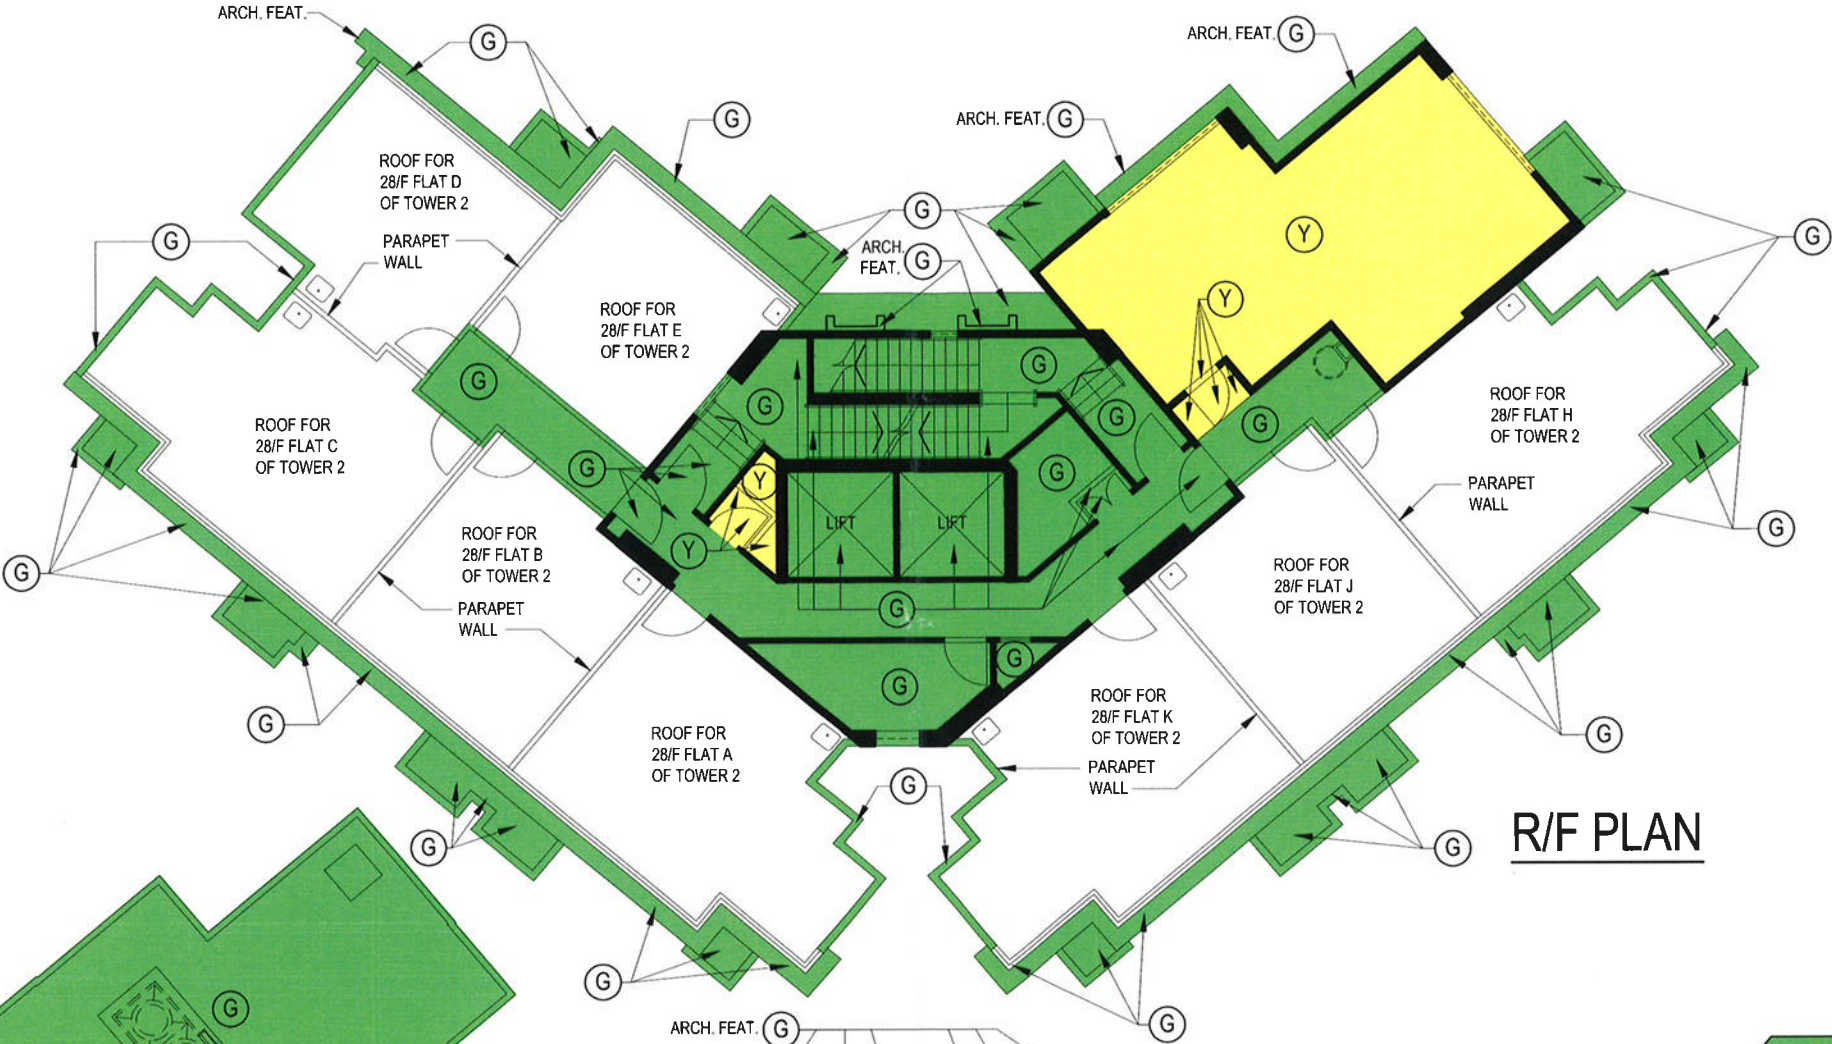 ARCH. FEAT.
G
G
ARCH. FEAT. G
ARCH. FEAT. G
ROOF FOR
28/F FLAT D
OF TOWER 2
G
PARAPET
WALL
G
ARCH.
FEAT. G
Y
G
Y
ROOF FOR
28/F FLAT E
OF TOWER 2
G
G
G
G
G
ROOF FOR
28/F FLAT C
OF TOWER 2
ROOF FOR
28/F FLAT H
OF TOWER 2
G
Y
G
PARAPET
WALL
LIFT
LIFT
G
ROOF FOR
28/F FLAT B
OF TOWER 2
Y
G
ROOF FOR
28/F FLAT J
OF TOWER 2
PARAPET
WALL
G
G
G
ROOF FOR
28/F FLAT K
OF TOWER 2
G
ROOF FOR
28/F FLAT A
OF TOWER 2
G
PARAPET
WALL
G
G
G
R/F PLAN
G
G
G
ARCH. FEAT. G
G